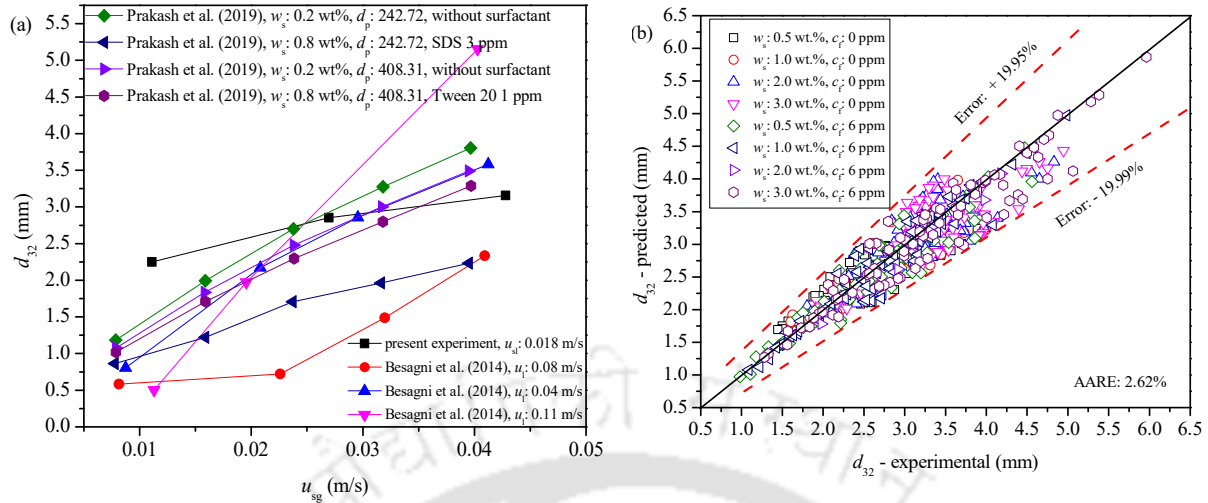 (a)
Prakash et al. (2019), wₛ: 0.2 wt%, dₚ: 242.72, without surfactant
Prakash et al. (2019), wₛ: 0.8 wt%, dₚ: 242.72, SDS 3 ppm
Prakash et al. (2019), wₛ: 0.2 wt%, dₚ: 408.31, without surfactant
Prakash et al. (2019), wₛ: 0.8 wt%, dₚ: 408.31, Tween 20 1 ppm
present experiment, uₛₗ: 0.018 m/s
Besagni et al. (2014), uₗ: 0.08 m/s
Besagni et al. (2014), uₗ: 0.04 m/s
Besagni et al. (2014), uₗ: 0.11 m/s
5.5
5.0
4.5
4.0
3.5
3.0
2.5
2.0
1.5
1.0
0.5
0.0
d₃₂ (mm)
0.01 0.02 0.03 0.04 0.05
u_sg (m/s)
(b)
wₛ: 0.5 wt.%, c_f: 0 ppm
wₛ: 1.0 wt.%, c_f: 0 ppm
wₛ: 2.0 wt.%, c_f: 0 ppm
wₛ: 3.0 wt.%, c_f: 0 ppm
wₛ: 0.5 wt.%, c_f: 6 ppm
wₛ: 1.0 wt.%, c_f: 6 ppm
wₛ: 2.0 wt.%, c_f: 6 ppm
wₛ: 3.0 wt.%, c_f: 6 ppm
Error: + 19.95%
Error: - 19.99%
AARE: 2.62%
6.5
6.0
5.5
5.0
4.5
4.0
3.5
3.0
2.5
2.0
1.5
1.0
0.5
d₃₂ - predicted (mm)
0.5 1.0 1.5 2.0 2.5 3.0 3.5 4.0 4.5 5.0 5.5 6.0 6.5
d₃₂ - experimental (mm)